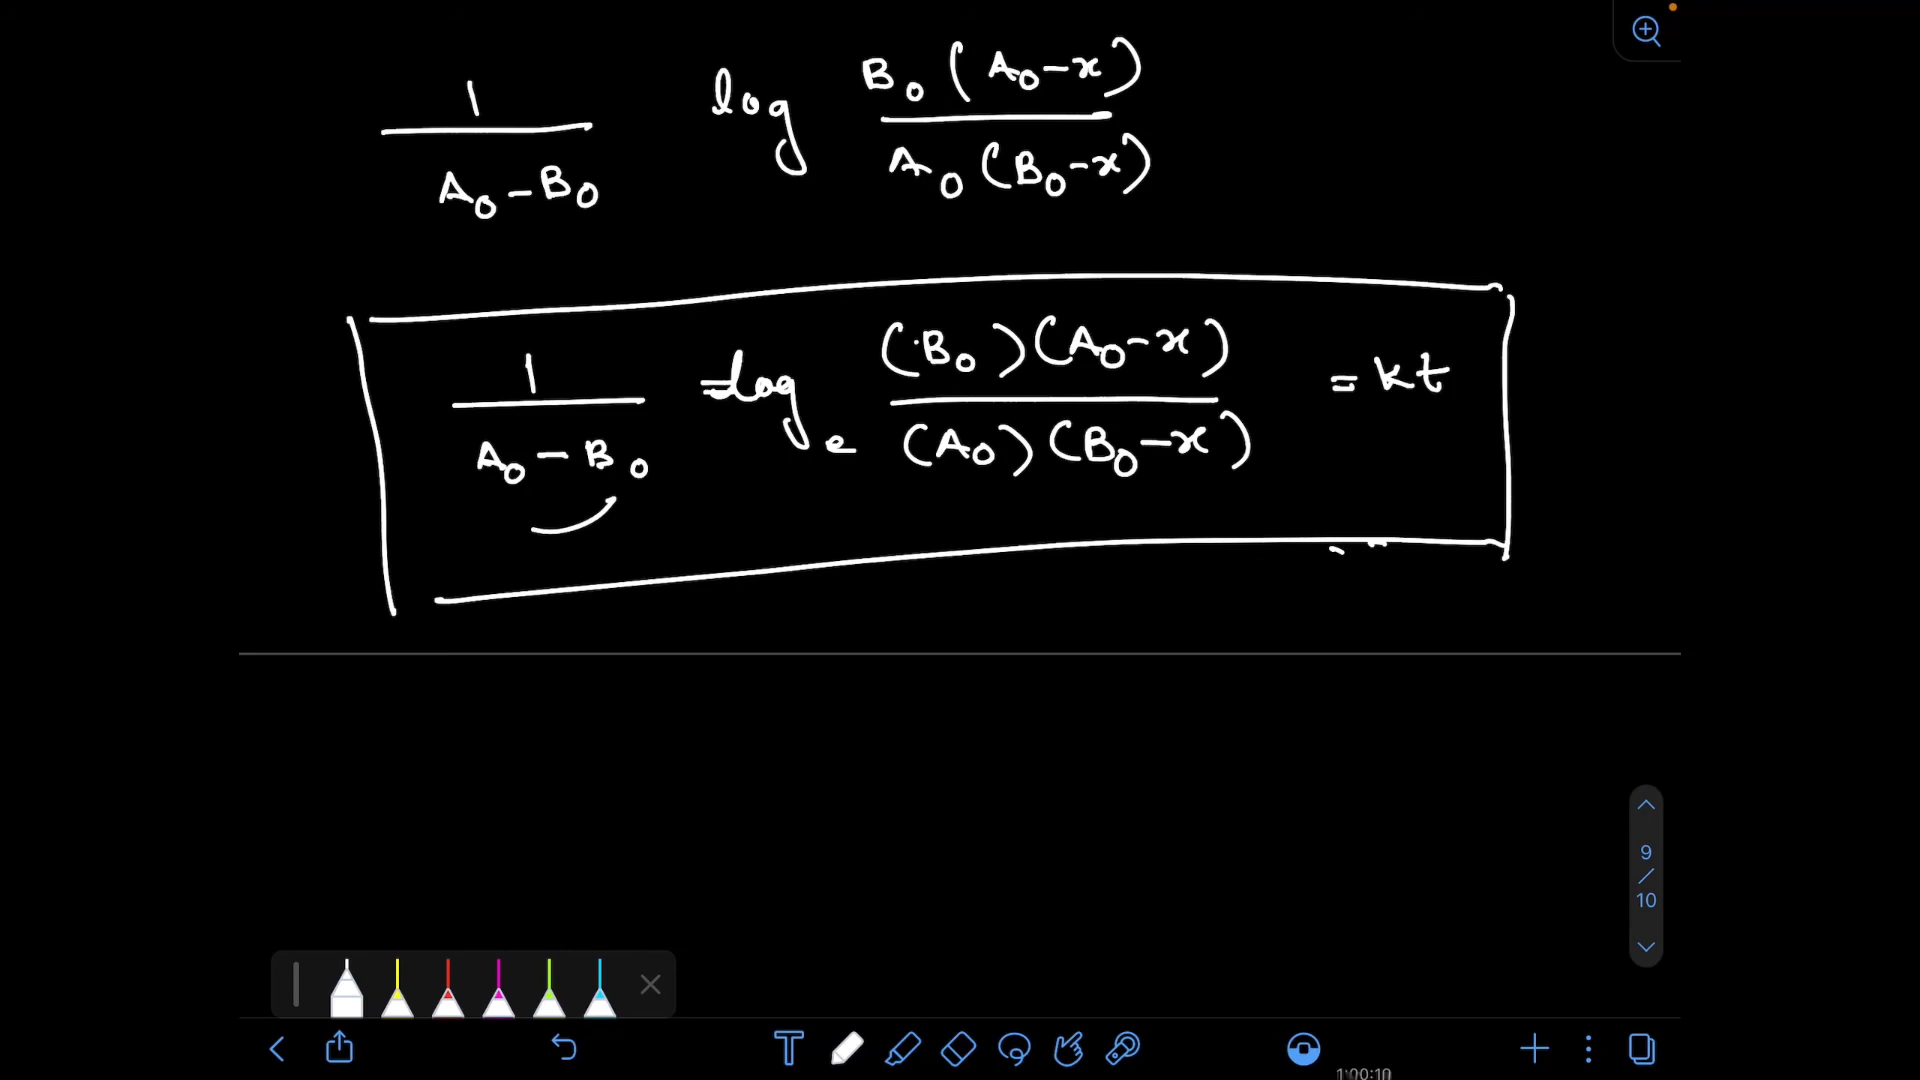 1 / (A₀ - B₀) log B₀(A₀-x) / A₀(B₀-x)
1 / (A₀ - B₀) =log e (B₀)(A₀-x) / (A₀)(B₀-x) = kt
9
/
10
T
1:00:10